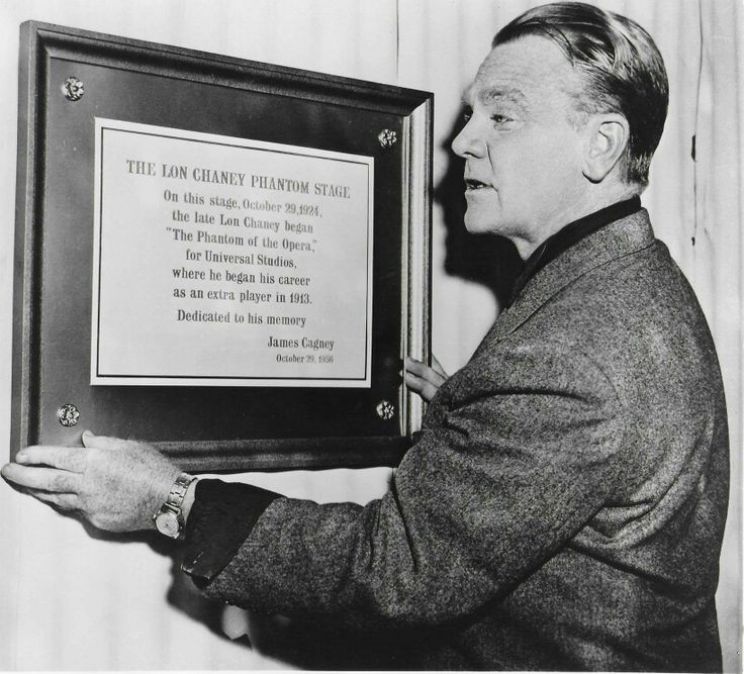 THE LON CHANEY PHANTOM STAGE
On this stage, October 29,1924,
the late Lon Chaney began
"The Phantom of the Opera,"
for Universal Studios,
where he began his career
as an extra player in 1913.
Dedicated to his memory
James Cagney
October 29, 1956